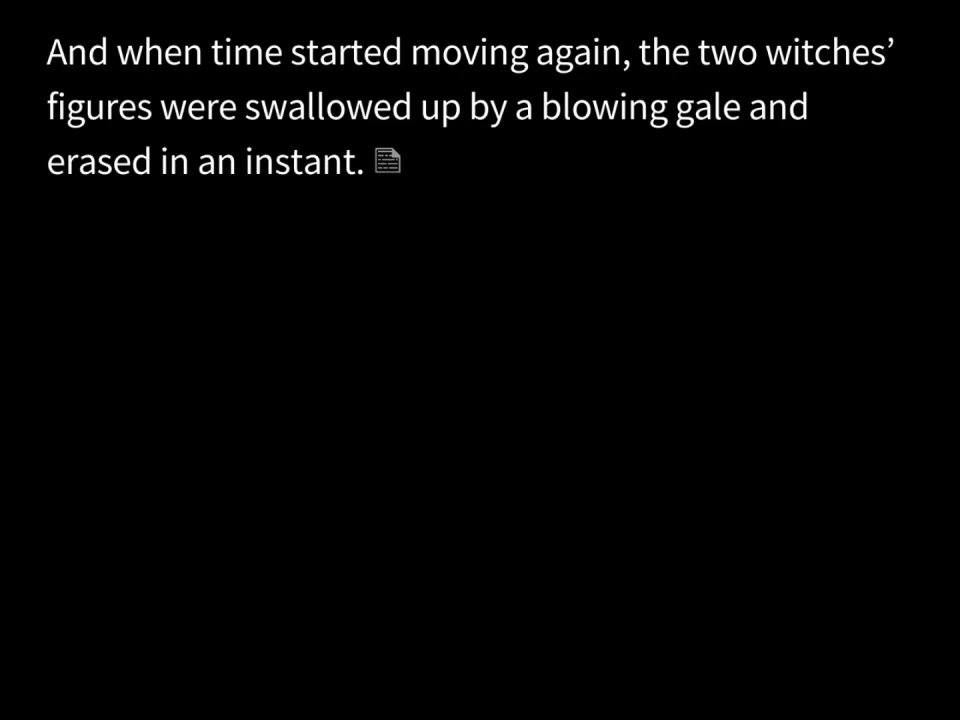 And when time started moving again, the two witches’
figures were swallowed up by a blowing gale and
erased in an instant.